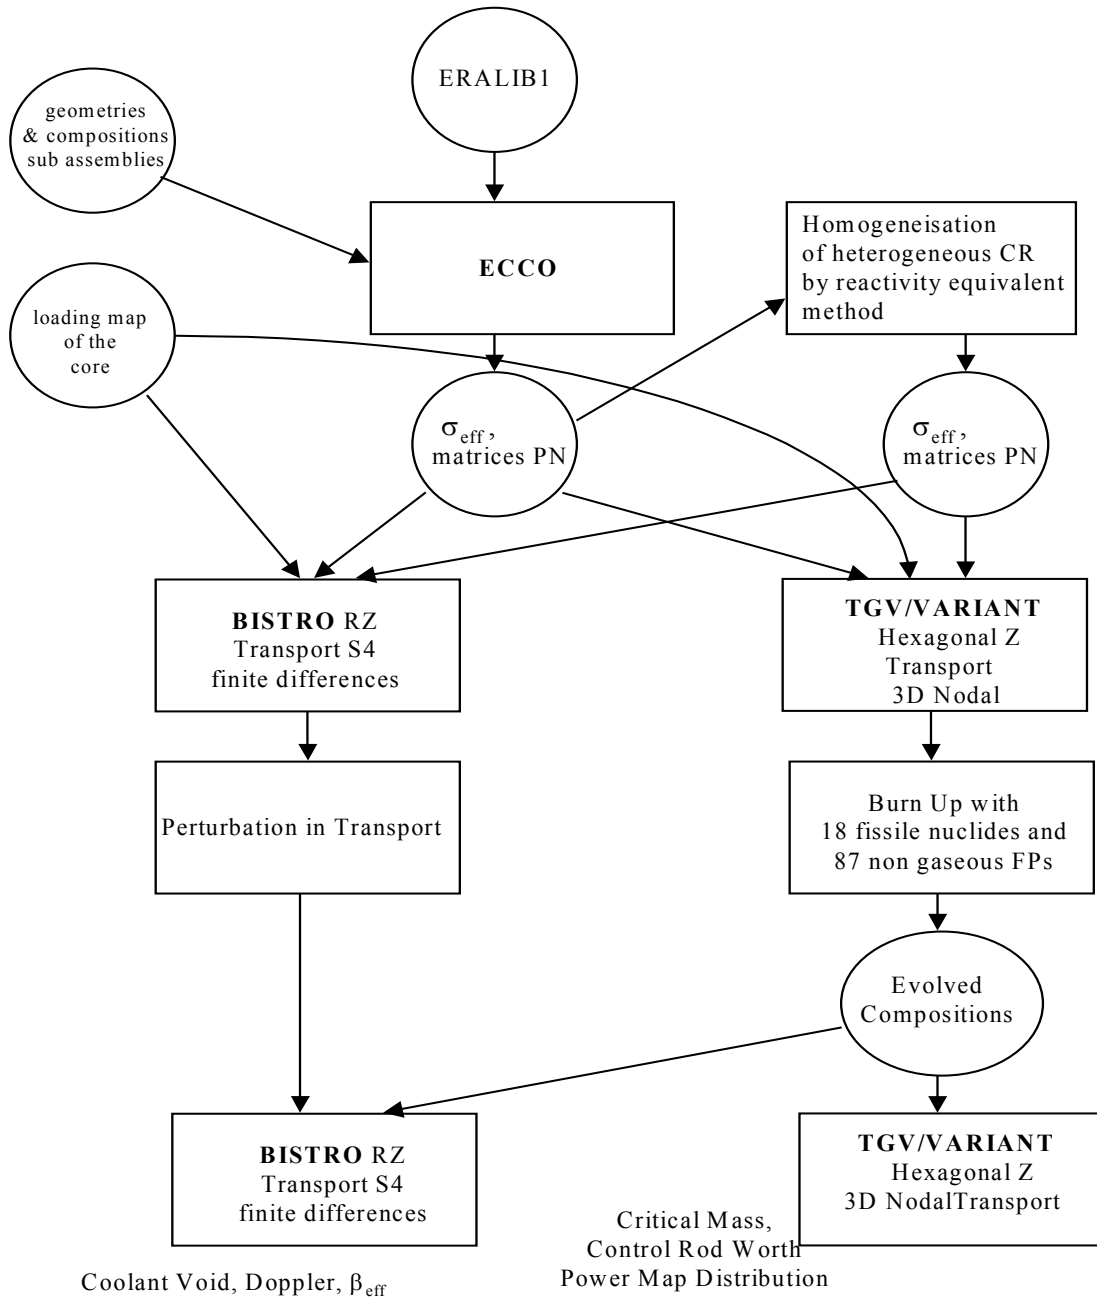 ERALIB1
geometries
& compositions
sub assemblies
ECCO
Homogeneisation
of heterogeneous CR
by reactivity equivalent
method
loading map
of the
core
σeff,
matrices PN
σeff,
matrices PN
BISTRO RZ
Transport S4
finite differences
TGV/VARIANT
Hexagonal Z
Transport
3D Nodal
Perturbation in Transport
Burn Up with
18 fissile nuclides and
87 non gaseous FPs
Evolved
Compositions
BISTRO RZ
Transport S4
finite differences
TGV/VARIANT
Hexagonal Z
3D NodalTransport
Critical Mass,
Control Rod Worth
Power Map Distribution
Coolant Void, Doppler, βeff